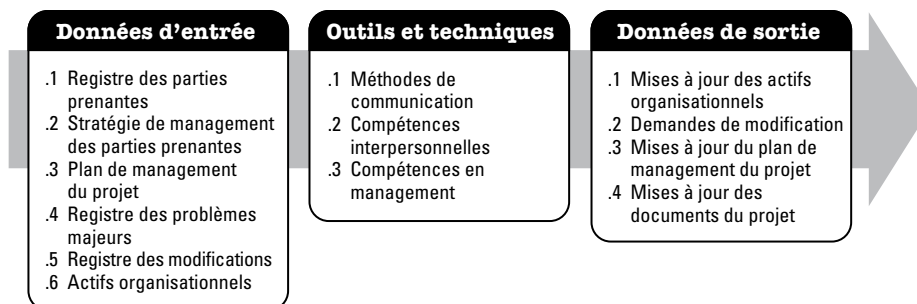 Données d'entrée
.1 Registre des parties
prenantes
.2 Stratégie de management
des parties prenantes
.3 Plan de management
du projet
.4 Registre des problèmes
majeurs
.5 Registre des modifications
.6 Actifs organisationnels
Outils et techniques
.1 Méthodes de
communication
.2 Compétences
interpersonnelles
.3 Compétences en
management
Données de sortie
.1 Mises à jour des actifs
organisationnels
.2 Demandes de modification
.3 Mises à jour du plan de
management du projet
.4 Mises à jour des
documents du projet